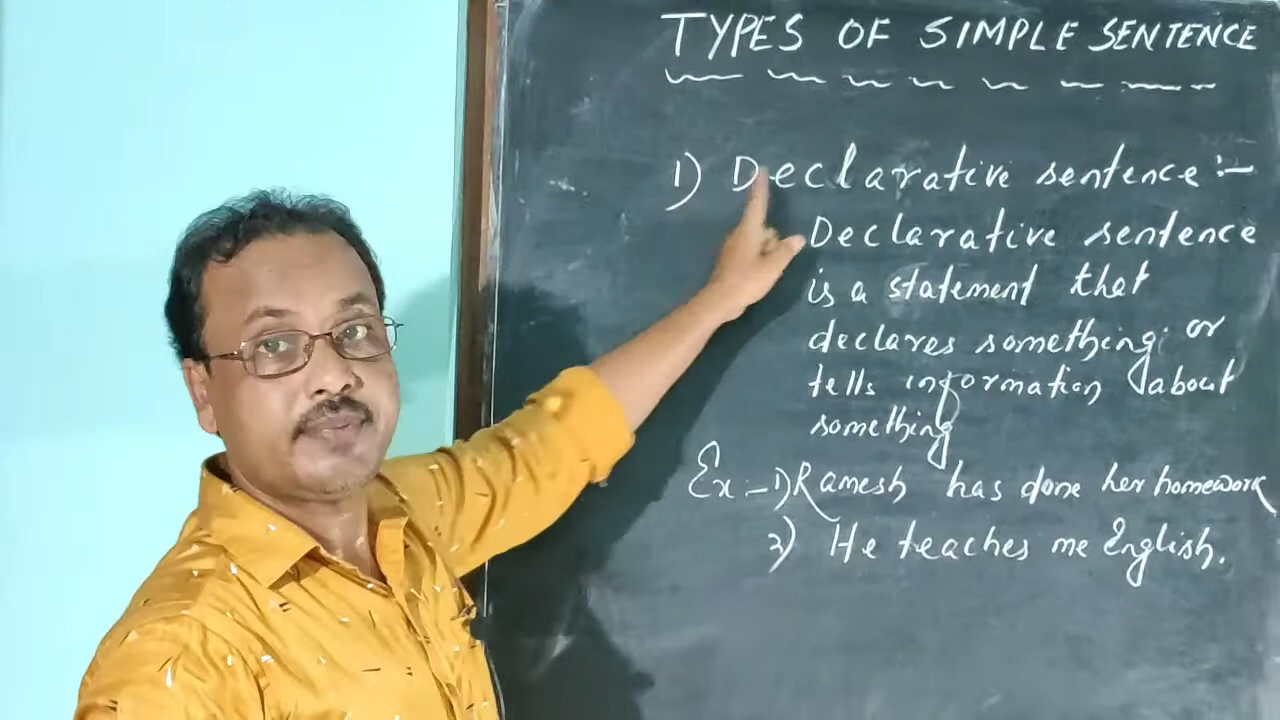 TYPES OF SIMPLE SENTENCE
1) Declarative sentence :-
Declarative sentence
is a statement that
declares something or
tells information about
something
Ex :- 1) Ramesh has done her homework
2) He teaches me English.